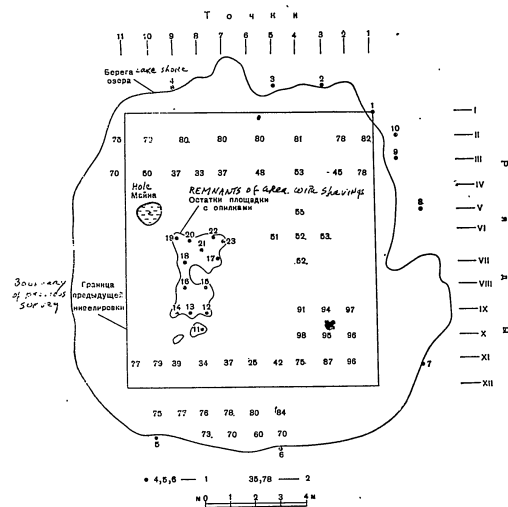 Точки
11 10 9 8 7 6 5 4 3 2 1
Берега lake shore
озера
4 3 2
1
I
10
75 80 80 80 81 78 82
II
9
III
70 50 37 33 37 48 53 45 78
IV
Hole
REMNANTS of area with shavings
Мойна
Остатки площадки
с опилками
55
8
V
19 20 22 23
51 52 53
VI
21
18 17
52
VII
16 15
VIII
Boundary
of previous
survey
Граница
предыдущей
нивелировки
14 13 12
91 94 97
IX
11
98 95 96
X
77 79 39 34 37 25 42 75 87 96
7
XI
XII
Ряды
75 77 76 78 80 84
5
73 70 60 70
6
4,5,6 — 1 35,78 — 2
0 1 2 3 4 м